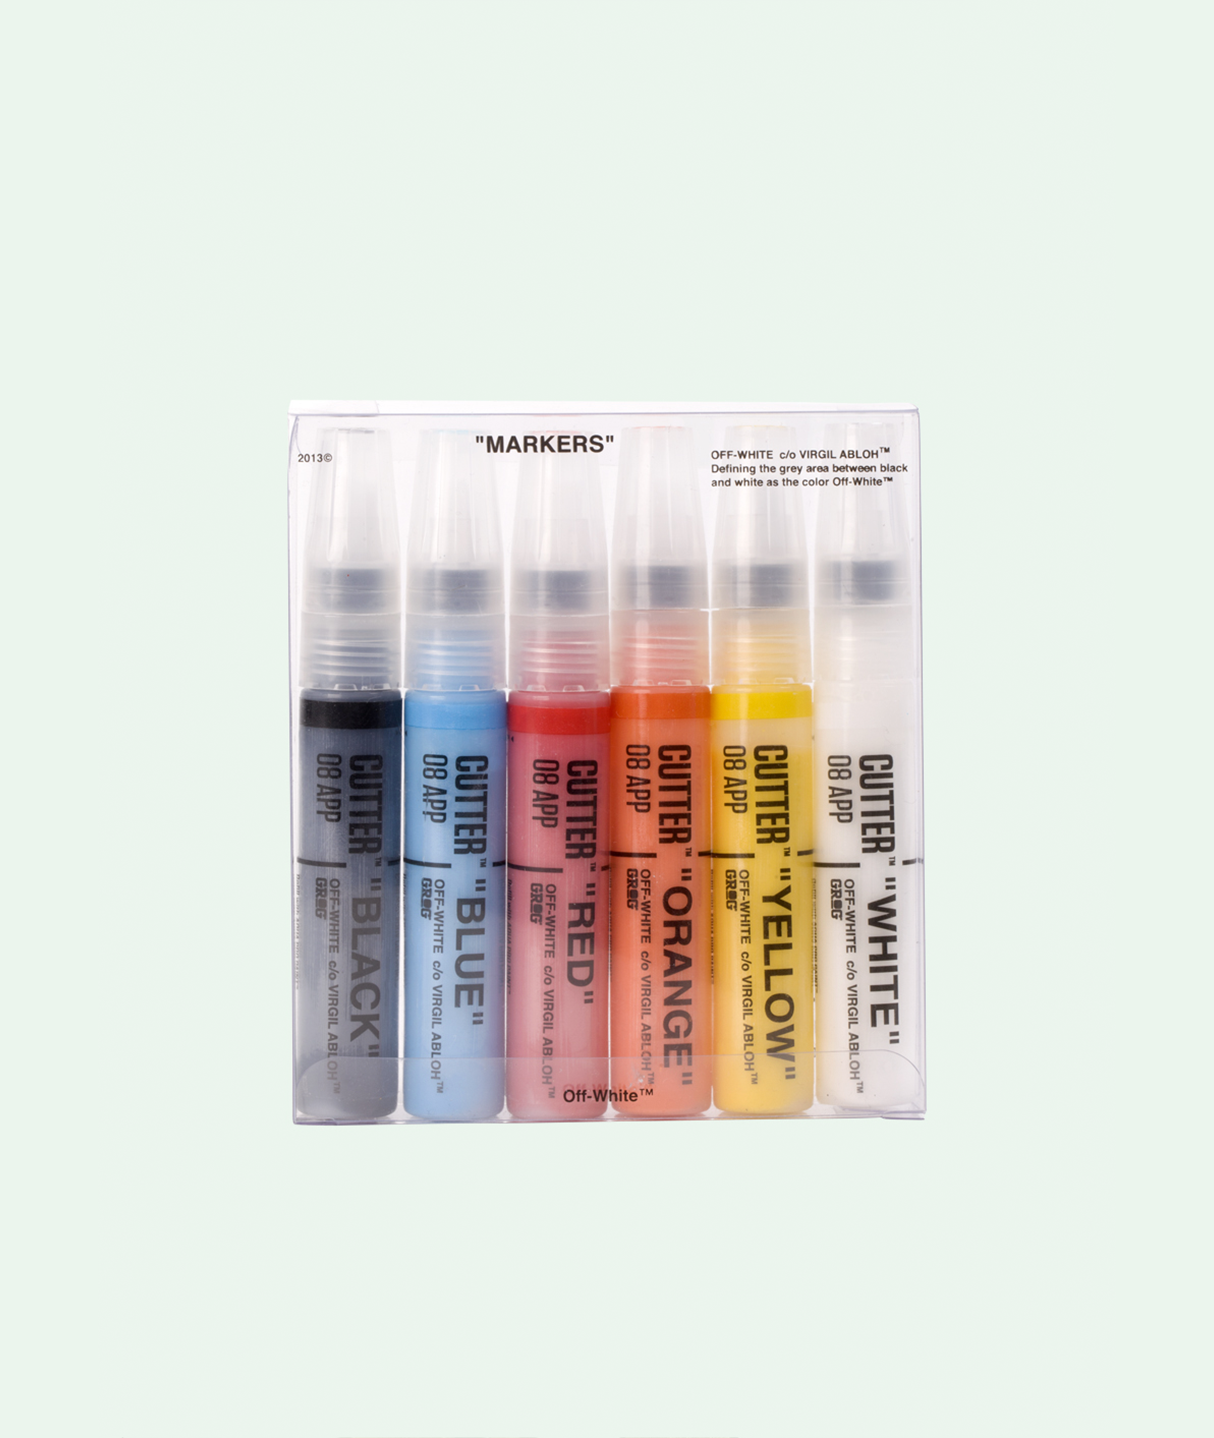 "MARKERS"
2013©
OFF-WHITE c/o VIRGIL ABLOH™
Defining the grey area between black
and white as the color Off-White™
CUTTER™ "BLACK"
08 APP
OFF-WHITE c/o VIRGIL ABLOH™
GROG
CUTTER™ "BLUE"
08 APP
OFF-WHITE c/o VIRGIL ABLOH™
GROG
CUTTER™ "RED"
08 APP
OFF-WHITE c/o VIRGIL ABLOH™
GROG
CUTTER™ "ORANGE"
08 APP
OFF-WHITE c/o VIRGIL ABLOH™
GROG
CUTTER™ "YELLOW"
08 APP
OFF-WHITE c/o VIRGIL ABLOH™
GROG
CUTTER™ "WHITE"
08 APP
OFF-WHITE c/o VIRGIL ABLOH™
GROG
Off-White™